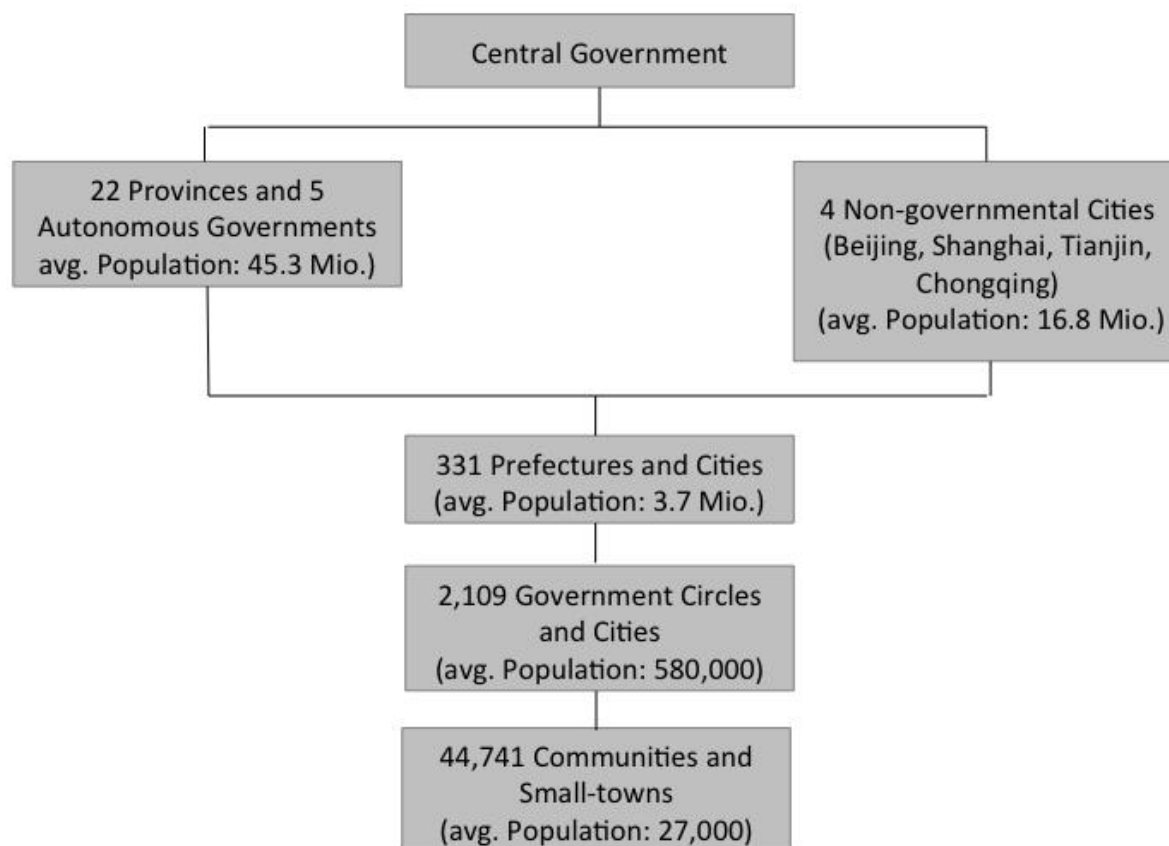 Central Government
22 Provinces and 5
Autonomous Governments
avg. Population: 45.3 Mio.)
4 Non-governmental Cities
(Beijing, Shanghai, Tianjin,
Chongqing)
(avg. Population: 16.8 Mio.)
331 Prefectures and Cities
(avg. Population: 3.7 Mio.)
2,109 Government Circles
and Cities
(avg. Population: 580,000)
44,741 Communities and
Small-towns
(avg. Population: 27,000)